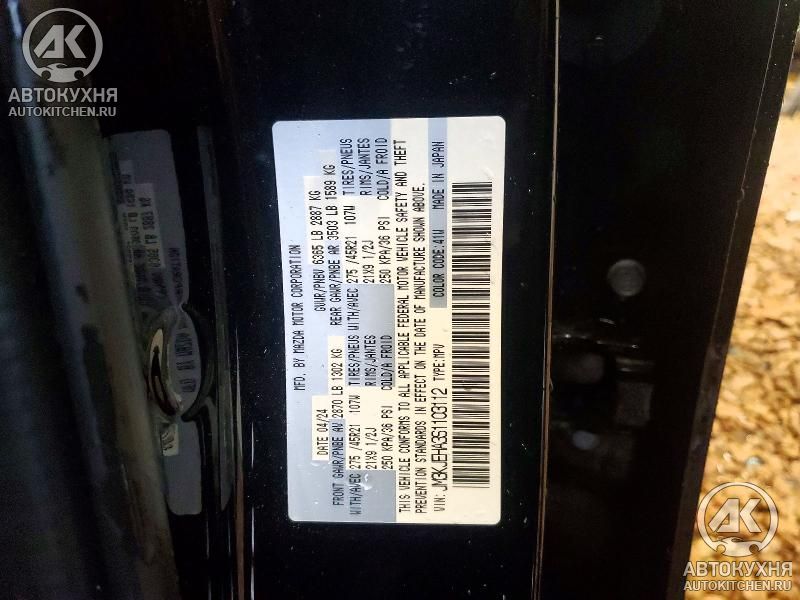 АК
АВТОКУХНЯ
AUTOKITCHEN.RU
MFD. BY MAZDA MOTOR CORPORATION
DATE 04/24 GVWR/PNBV 6365 LB 2887 KG
FRONT GAWR/PNBE AV 2870 LB 1302 KG REAR GAWR/PNBE AR 3503 LB 1589 KG
WITH/AVEC 275 /45R21 107W TIRES/PNEUS WITH/AVEC 275 /45R21 107W TIRES/PNEUS
21X9 1/2J RIMS/JANTES 21X9 1/2J RIMS/JANTES
250 KPA/36 PSI COLD/A FROID 250 KPA/36 PSI COLD/A FROID
THIS VEHICLE CONFORMS TO ALL APPLICABLE FEDERAL MOTOR VEHICLE SAFETY AND THEFT
PREVENTION STANDARDS IN EFFECT ON THE DATE OF MANUFACTURE SHOWN ABOVE.
VIN: JM3KJEHA3S1103112 TYPE:MPV COLOR CODE:41W MADE IN JAPAN
АК
АВТОКУХНЯ
AUTOKITCHEN.RU